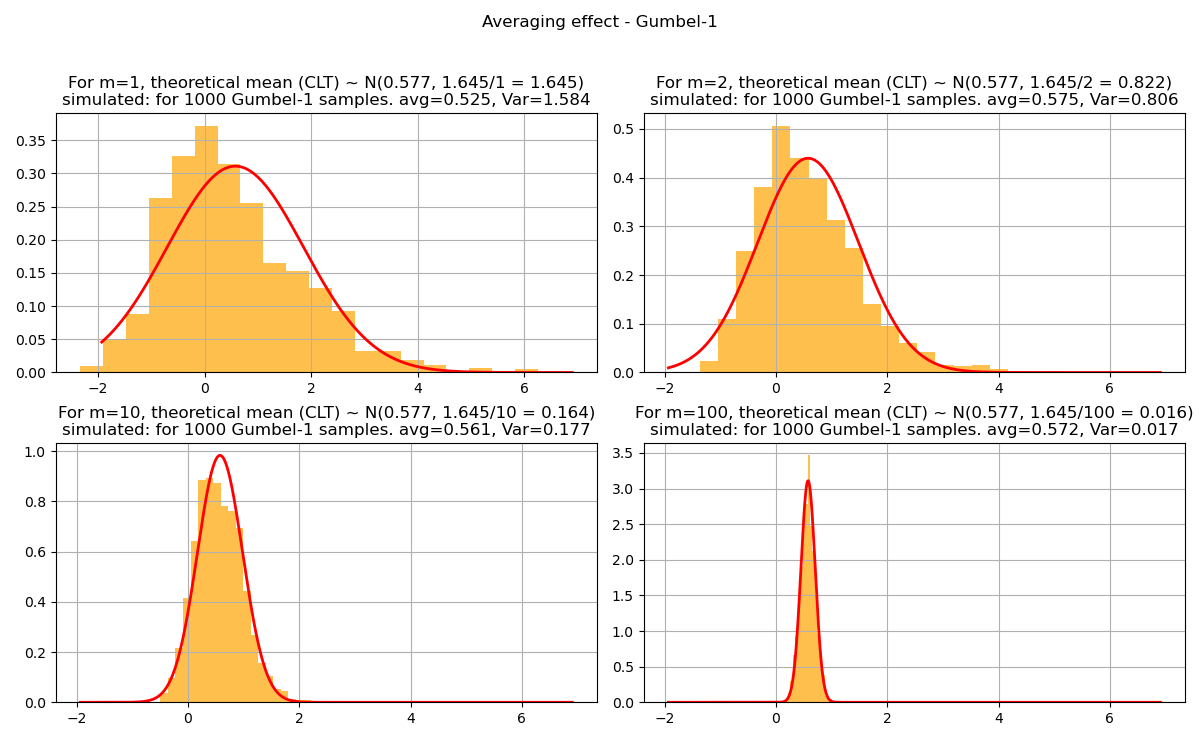 Averaging effect - Gumbel-1
For m=1, theoretical mean (CLT) ~ N(0.577, 1.645/1 = 1.645)
simulated: for 1000 Gumbel-1 samples. avg=0.525, Var=1.584
0.35
0.30
0.25
0.20
0.15
0.10
0.05
0.00
−2 0 2 4 6
For m=2, theoretical mean (CLT) ~ N(0.577, 1.645/2 = 0.822)
simulated: for 1000 Gumbel-1 samples. avg=0.575, Var=0.806
0.5
0.4
0.3
0.2
0.1
0.0
−2 0 2 4 6
For m=10, theoretical mean (CLT) ~ N(0.577, 1.645/10 = 0.164)
simulated: for 1000 Gumbel-1 samples. avg=0.561, Var=0.177
1.0
0.8
0.6
0.4
0.2
0.0
−2 0 2 4 6
For m=100, theoretical mean (CLT) ~ N(0.577, 1.645/100 = 0.016)
simulated: for 1000 Gumbel-1 samples. avg=0.572, Var=0.017
3.5
3.0
2.5
2.0
1.5
1.0
0.5
0.0
−2 0 2 4 6